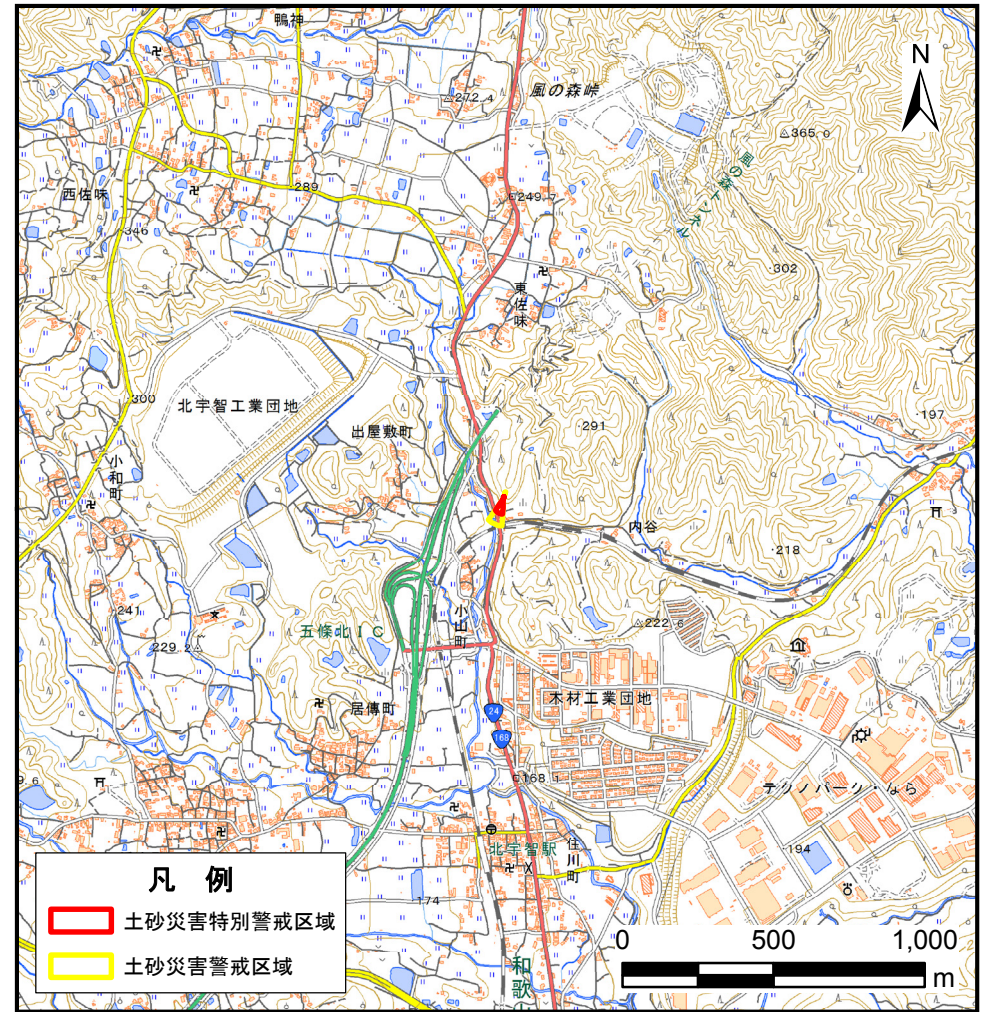 鴨神
N
272.4
風の森峠
365.0
風の森トンネル
西佐味
289
249.7
346
302
東佐味
300
北宇智工業団地
出屋敷町
291
197
小和町
内谷
218
241
小山町
222.6
五條北IC
229.2
居傳町
木材工業団地
24
168
168.1
9.6
テクノパーク・なら
北宇智駅
住川町
194
174
和歌山
凡 例
土砂災害特別警戒区域
土砂災害警戒区域
0 500 1,000
m